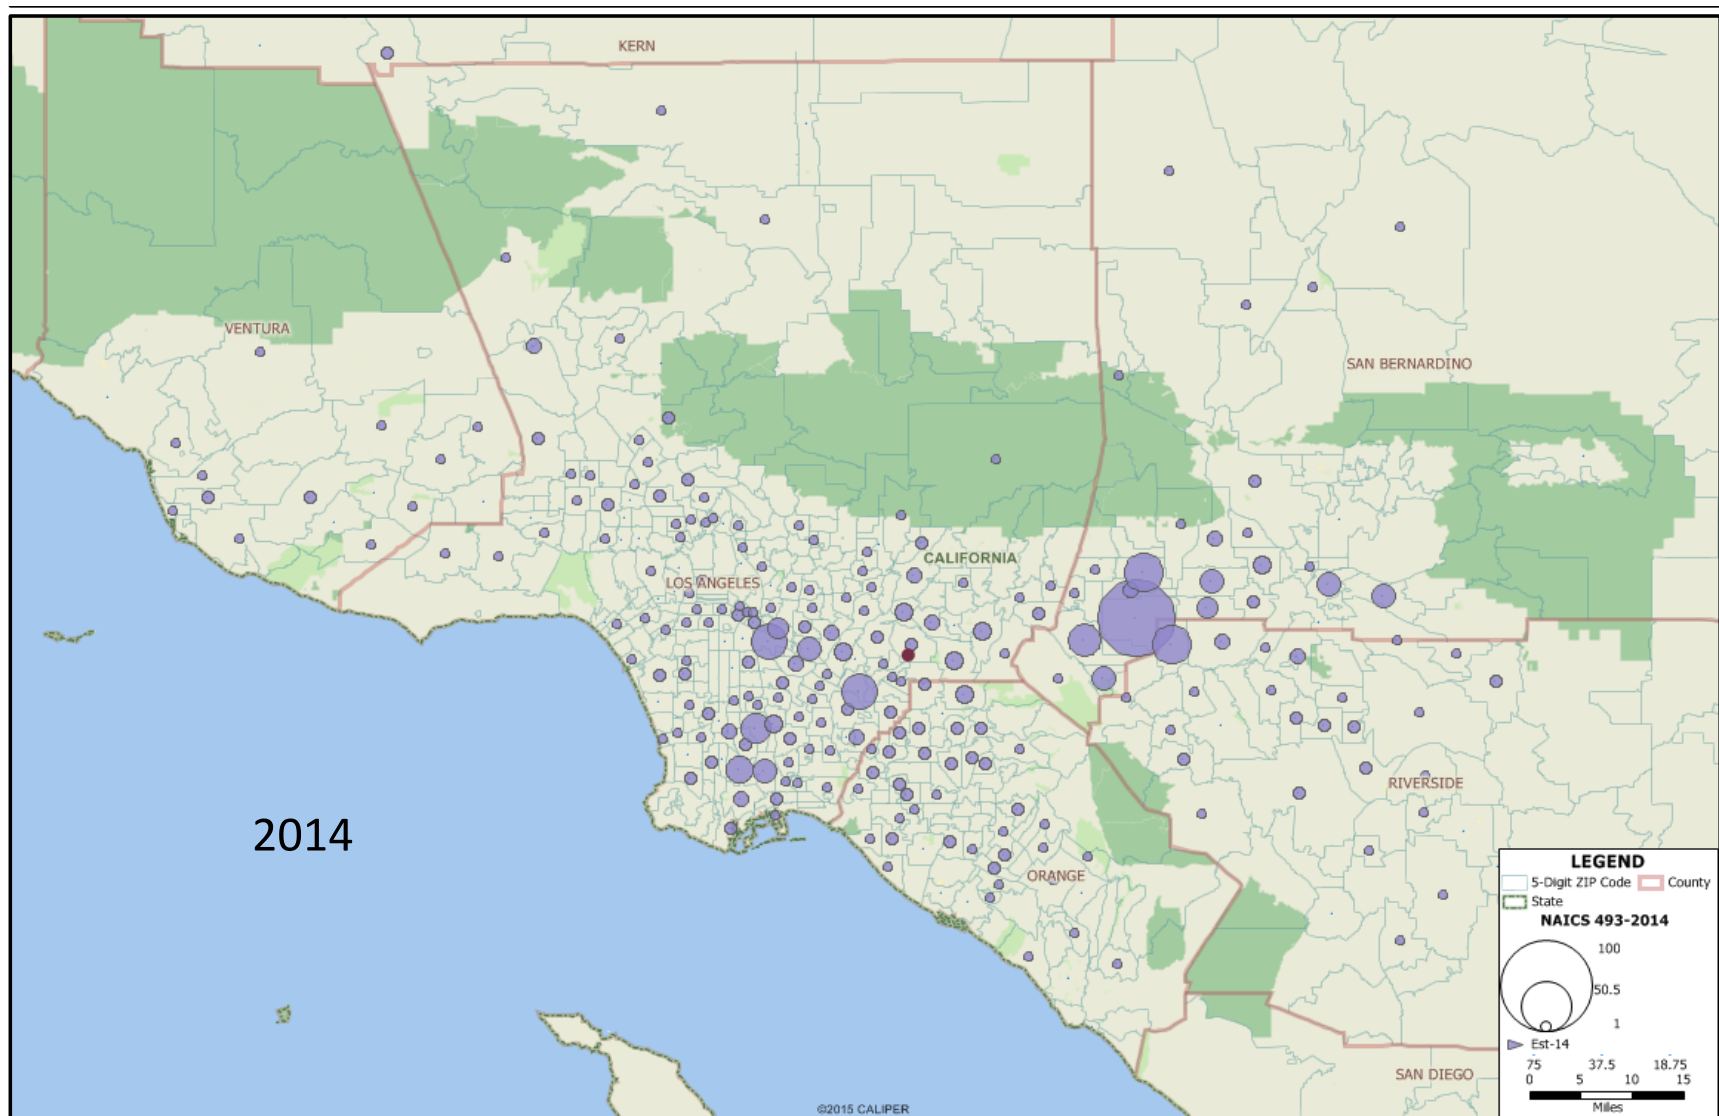 KERN
VENTURA
SAN BERNARDINO
CALIFORNIA
LOS ANGELES
RIVERSIDE
2014
ORANGE
LEGEND
5-Digit ZIP Code County
State
NAICS 493-2014
100
50.5
1
Est-14
75 37.5 18.75
0 5 10 15
Miles
SAN DIEGO
©2015 CALIPER